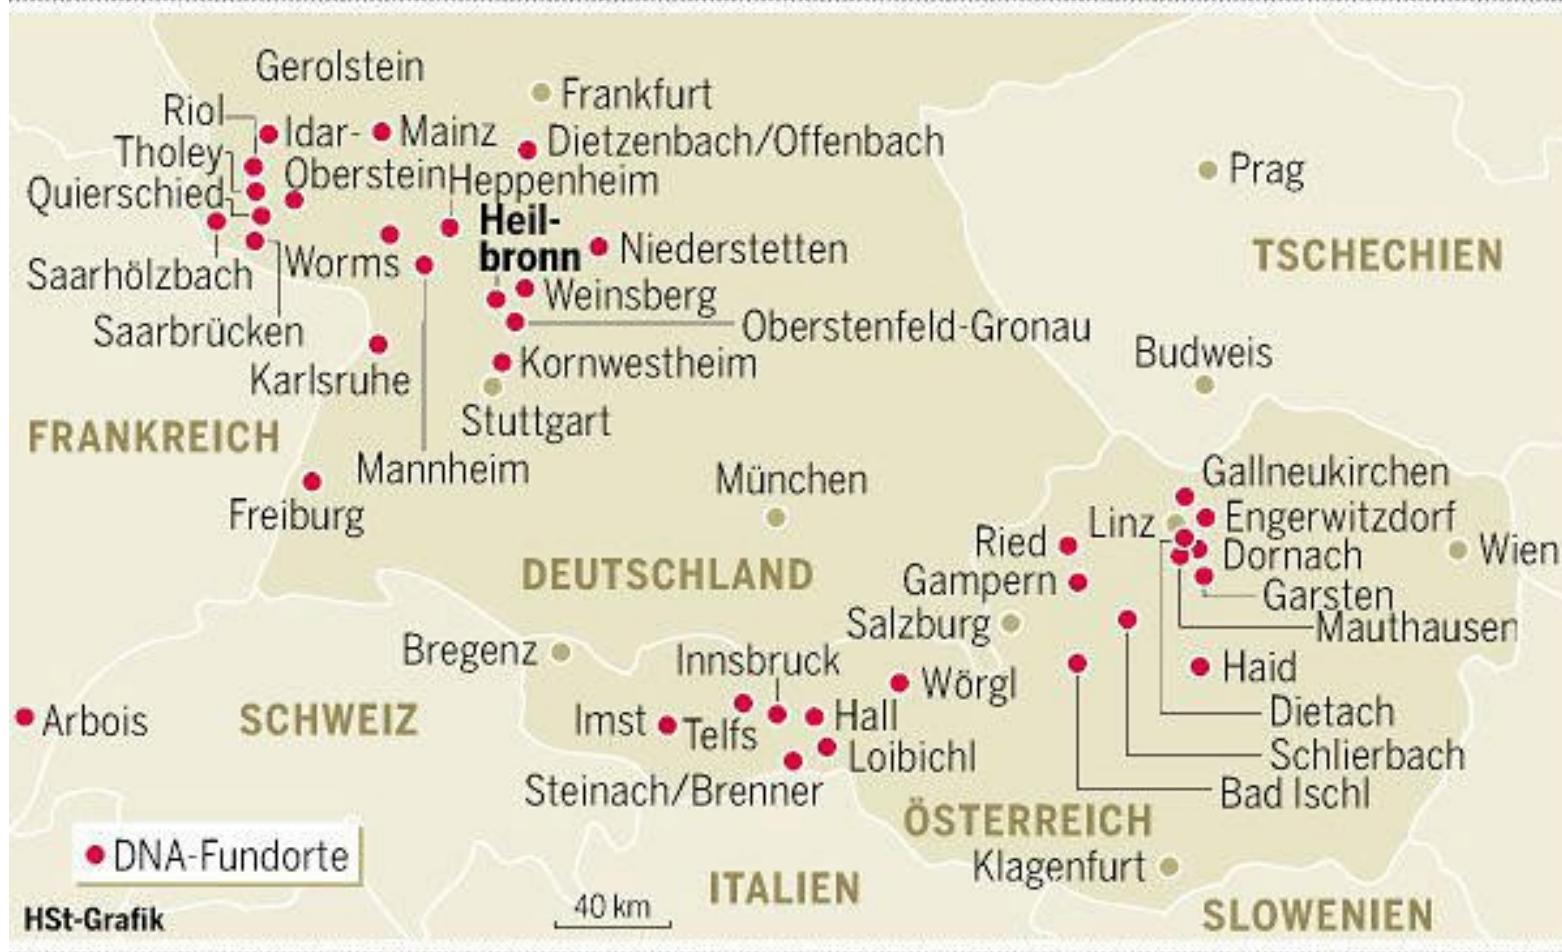 Gerolstein
Frankfurt
Riol
Idar-
Oberstein
Mainz
Dietzenbach/Offenbach
Tholey
Prag
Quierschied
Heppenheim
Heil-
bronn
Niederstetten
TSCHECHIEN
Saarhölzbach
Worms
Weinsberg
Saarbrücken
Oberstenfeld-Gronau
Budweis
Karlsruhe
Kornwestheim
Stuttgart
FRANKREICH
Mannheim
München
Gallneukirchen
Freiburg
Linz
Engerwitzdorf
Ried
Dornach
Wien
DEUTSCHLAND
Gampern
Garsten
Salzburg
Mauthausen
Bregenz
Innsbruck
Wörgl
Haid
Arbois
SCHWEIZ
Imst
Telfs
Hall
Dietach
Loibichl
Schlierbach
Steinach/Brenner
Bad Ischl
ÖSTERREICH
DNA-Fundorte
Klagenfurt
ITALIEN
40 km
HSt-Grafik
SLOWENIEN